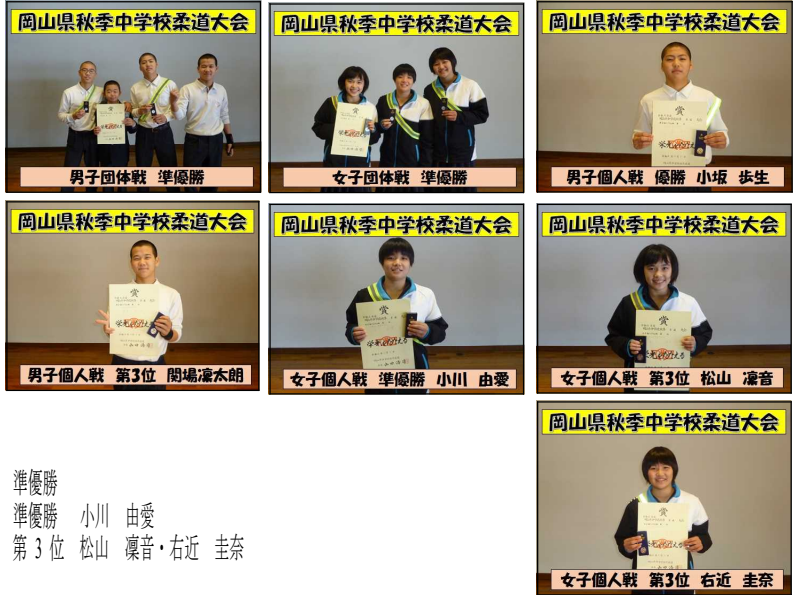 岡山県秋季中学校柔道大会
男子団体戦 準優勝
岡山県秋季中学校柔道大会
女子団体戦 準優勝
岡山県秋季中学校柔道大会
賞
男子個人戦 優勝 小坂 歩生
岡山県秋季中学校柔道大会
賞
男子個人戦 第3位 関場凜太朗
岡山県秋季中学校柔道大会
賞
女子個人戦 準優勝 小川 由愛
岡山県秋季中学校柔道大会
賞
女子個人戦 第3位 松山 凜音
岡山県秋季中学校柔道大会
賞
女子個人戦 第3位 右近 圭奈
準優勝
準優勝 小川 由愛
第 3 位 松山 凜音・右近 圭奈